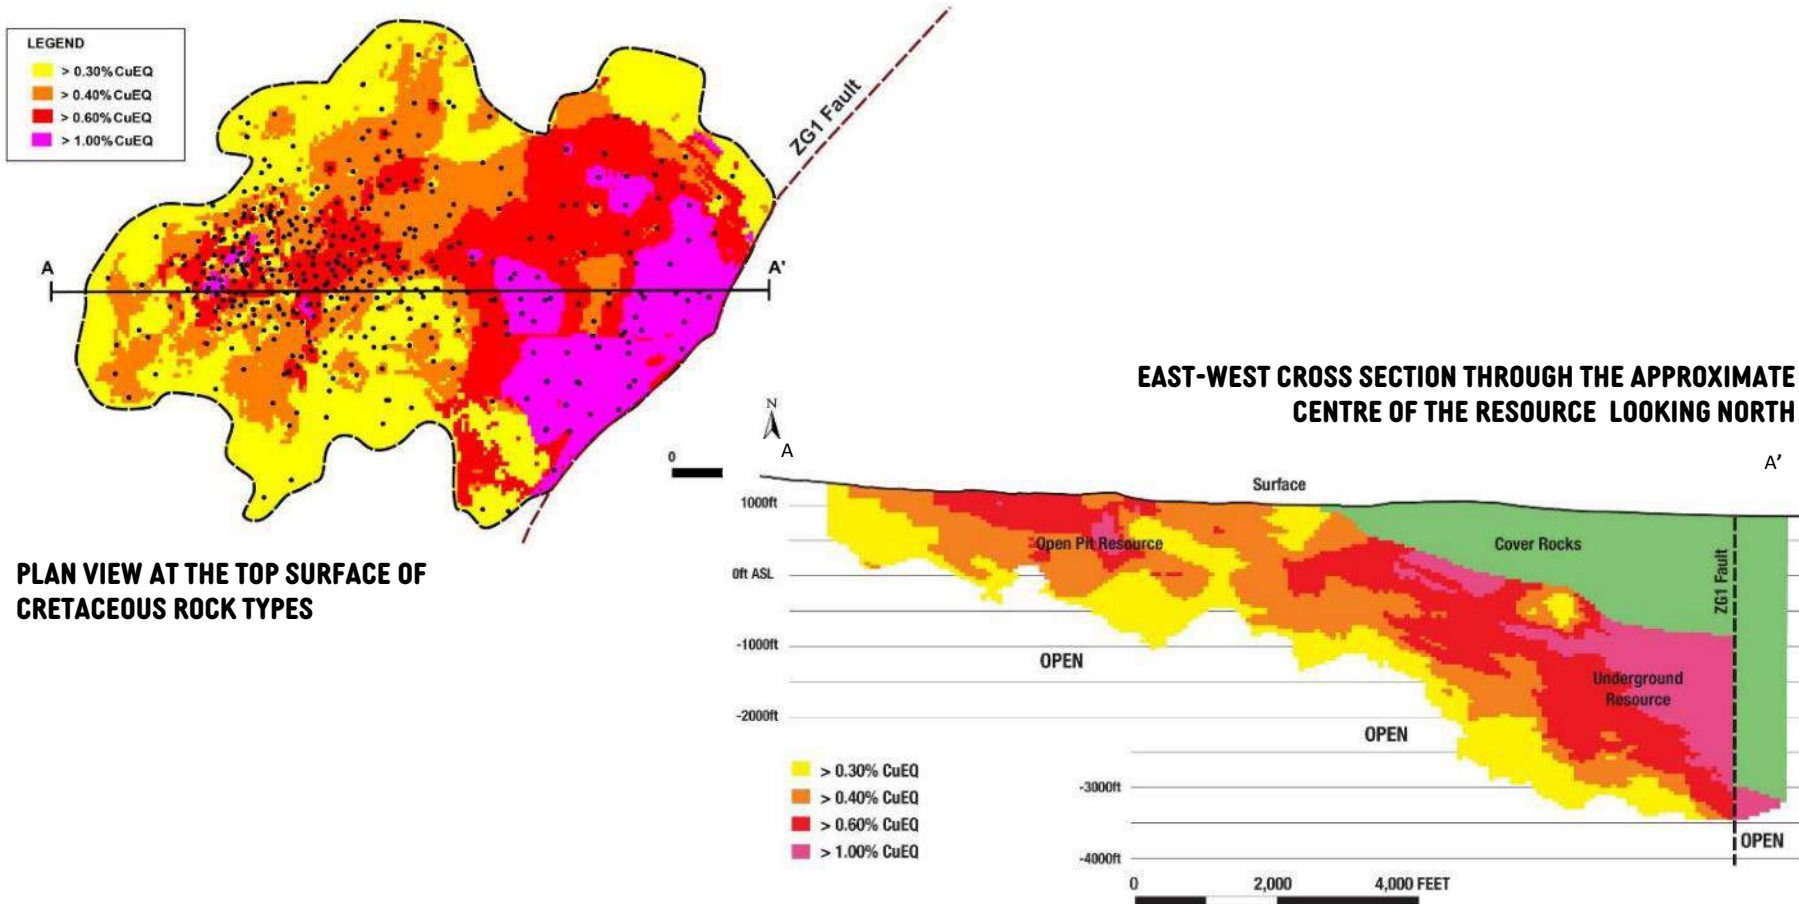 LEGEND
> 0.30%CuEQ
> 0.40%CuEQ
> 0.60%CuEQ
> 1.00%CuEQ
ZG1 Fault
A
A'
N
0
PLAN VIEW AT THE TOP SURFACE OF
CRETACEOUS ROCK TYPES
EAST-WEST CROSS SECTION THROUGH THE APPROXIMATE
CENTRE OF THE RESOURCE LOOKING NORTH
A
A'
Surface
1000ft
Open Pit Resource
Cover Rocks
0ft ASL
ZG1 Fault
-1000ft
OPEN
Underground
Resource
-2000ft
OPEN
> 0.30% CuEQ
> 0.40% CuEQ
> 0.60% CuEQ
> 1.00% CuEQ
-3000ft
OPEN
-4000ft
0 2,000 4,000 FEET